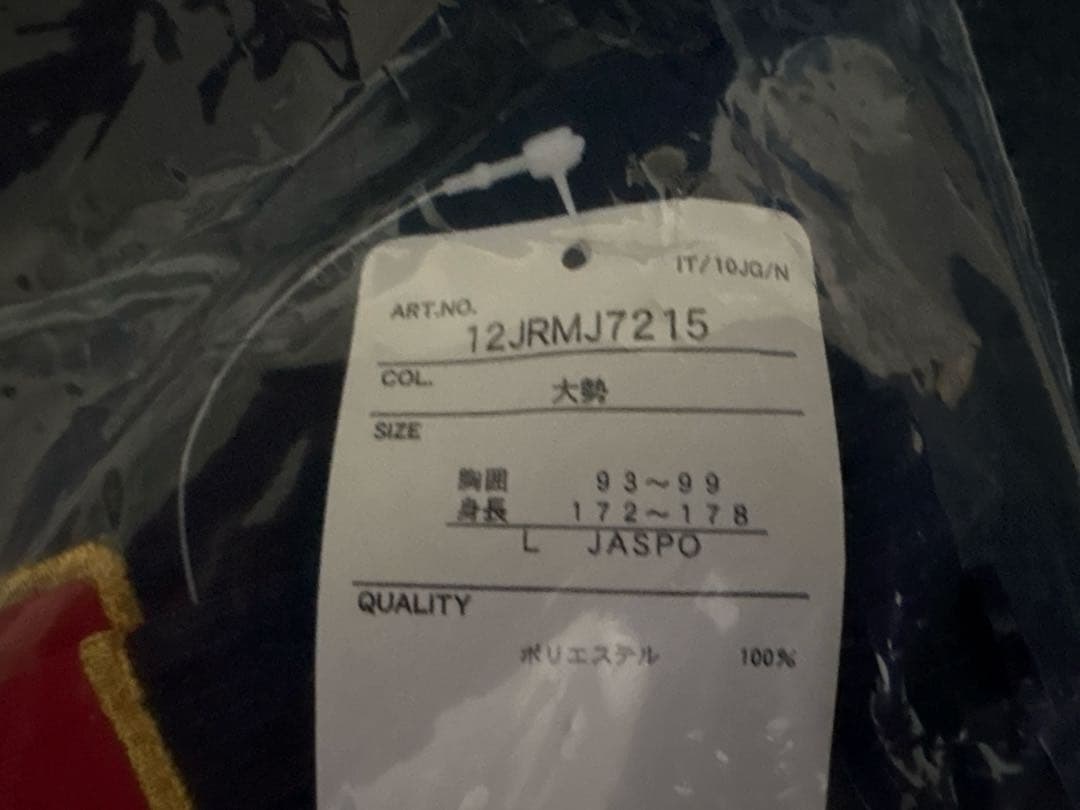 IT/10JG/N
ART.NO.
12JRMJ7215
COL.
大勢
SIZE
胸囲 93～99
身長 172～178
L JASPO
QUALITY
ポリエステル 100%